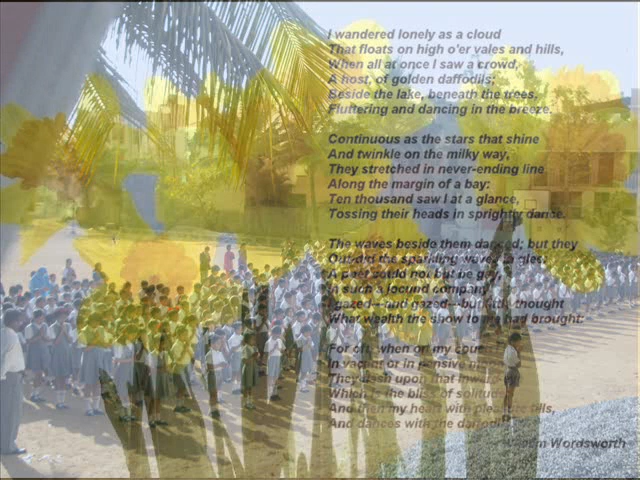 I wandered lonely as a cloud
That floats on high o'er vales and hills,
When all at once I saw a crowd,
A host, of golden daffodils;
Beside the lake, beneath the trees,
Fluttering and dancing in the breeze.
Continuous as the stars that shine
And twinkle on the milky way,
They stretched in never-ending line
Along the margin of a bay:
Ten thousand saw I at a glance,
Tossing their heads in sprightly dance.
The waves beside them danced; but they
Out-did the sparkling waves in glee:
A poet could not but be gay,
In such a jocund company
I gazed---and gazed---but little thought
What wealth the show to me had brought:
For oft, when on my couch
In vacant or in pensive
They flash upon that inward
Which is the bliss of solitude
And then my heart with pleasure fills,
And dances with the daffodils
Wordsworth